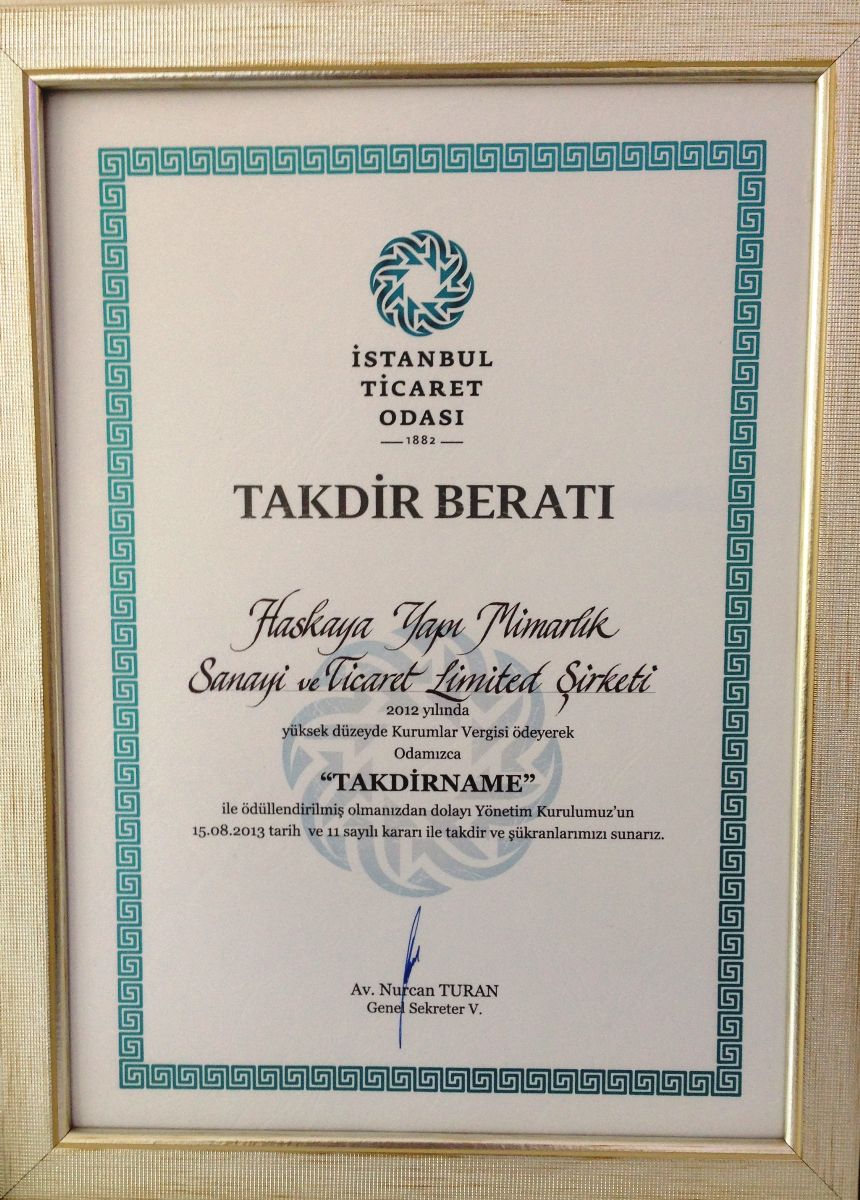 İSTANBUL
TİCARET
ODASI
1882
TAKDİR BERATI
Haskaya Yapı Mimarlık
Sanayi ve Ticaret Limited Şirketi
2012 yılında
yüksek düzeyde Kurumlar Vergisi ödeyerek
Odamızca
“TAKDİRNAME”
ile ödüllendirilmiş olmanızdan dolayı Yönetim Kurulumuz’un
15.08.2013 tarih ve 11 sayılı kararı ile takdir ve şükranlarımızı sunarız.
Av. Nurcan TURAN
Genel Sekreter V.